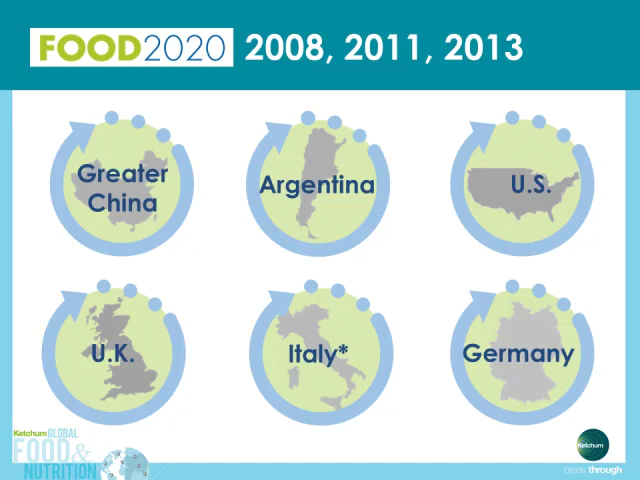 FOOD2020 2008, 2011, 2013
Greater
China
Argentina
U.S.
U.K.
Italy*
Germany
Ketchum GLOBAL
FOOD &
NUTRITION
Ketchum
break through